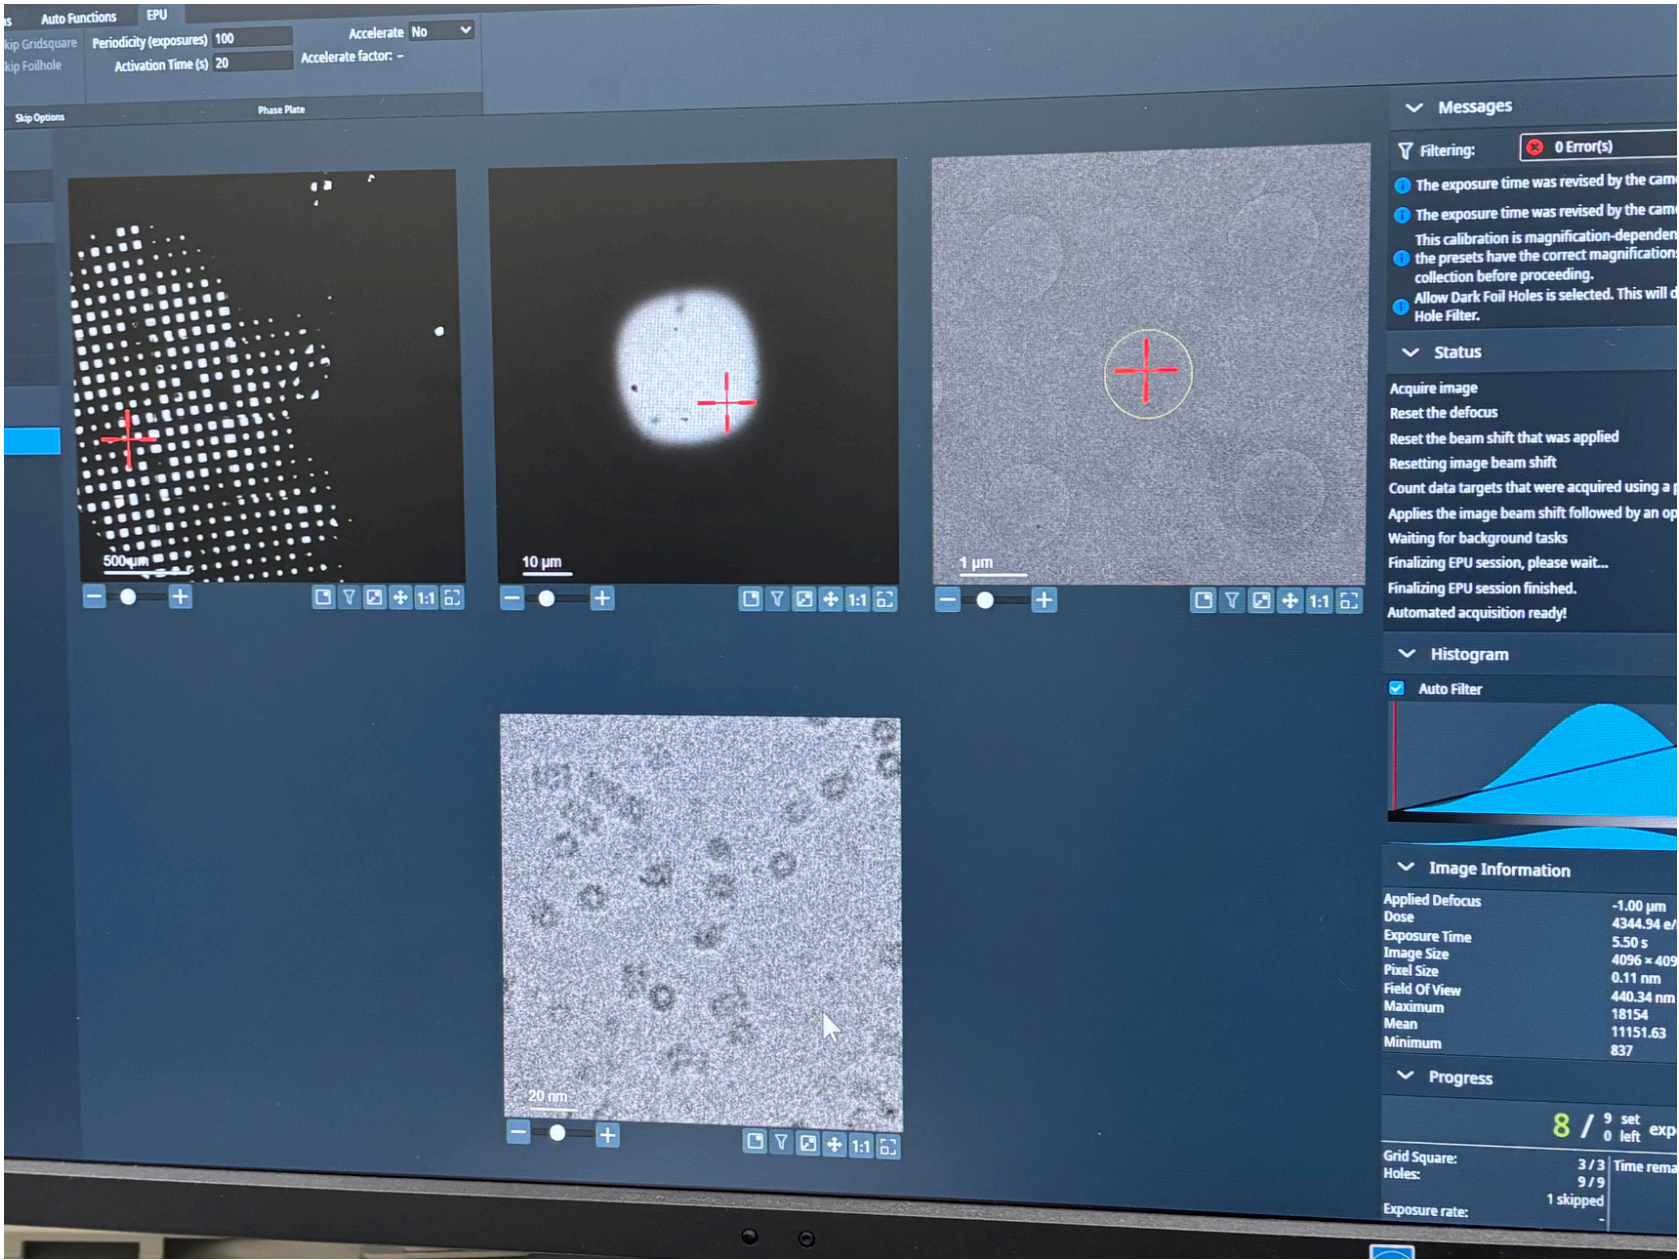 Auto Functions EPU
kip Gridsquare
kip Foilhole
Skip Options
Periodicity (exposures) 100
Activation Time (s) 20
Accelerate No
Accelerate factor: –
Phase Plate
500 µm
10 µm
1 µm
1:1
1:1
1:1
20 nm
1:1
Messages
Filtering: 0 Error(s)
The exposure time was revised by the cam
The exposure time was revised by the cam
This calibration is magnification-dependen
the presets have the correct magnification
collection before proceeding.
Allow Dark Foil Holes is selected. This will d
Hole Filter.
Status
Acquire image
Reset the defocus
Reset the beam shift that was applied
Resetting image beam shift
Count data targets that were acquired using a p
Applies the image beam shift followed by an op
Waiting for background tasks
Finalizing EPU session, please wait...
Finalizing EPU session finished.
Automated acquisition ready!
Histogram
Auto Filter
Image Information
Applied Defocus -1.00 µm
Dose 4344.94 e/
Exposure Time 5.50 s
Image Size 4096 × 409
Pixel Size 0.11 nm
Field Of View 440.34 nm
Maximum 18154
Mean 11151.63
Minimum 837
Progress
8 / 9 set
0 left exp
Grid Square: 3 / 3 Time rema
Holes: 9 / 9
1 skipped
Exposure rate: –